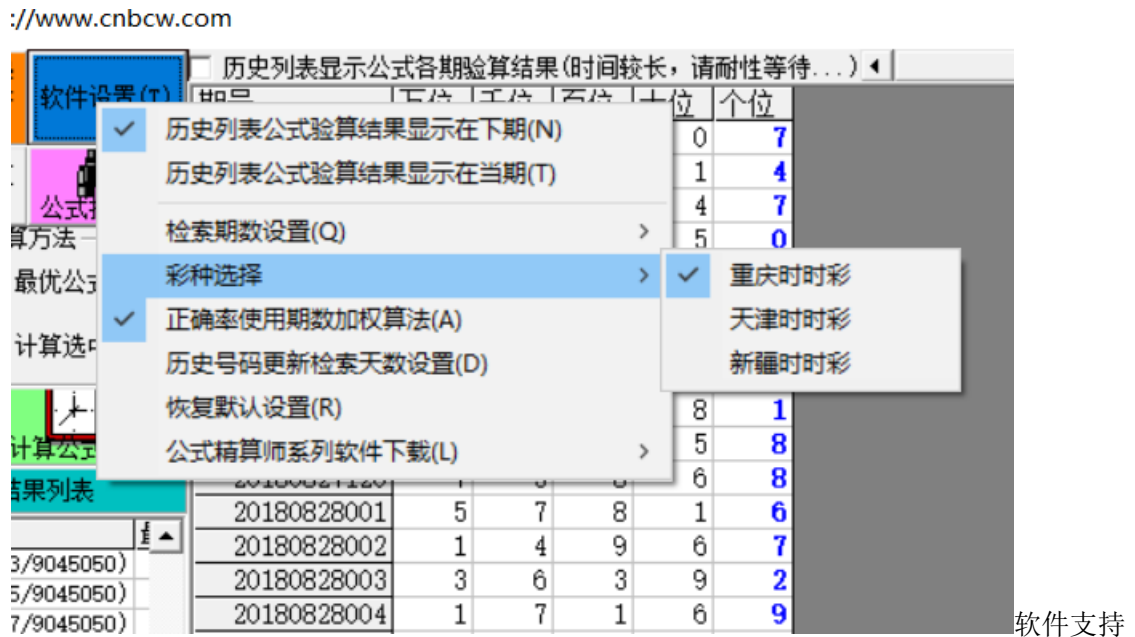 ://www.cnbcw.com
历史列表显示公式各期验算结果(时间较长，请耐性等待...)
软件设置(T)
期号 万位 千位 百位 十位 个位
历史列表公式验算结果显示在下期(N)
0 7
历史列表公式验算结果显示在当期(T)
1 4
4 7
公式
算方法
检索期数设置(Q)
5 0
最优公式
彩种选择
重庆时时彩
正确率使用期数加权算法(A)
天津时时彩
计算选中
历史号码更新检索天数设置(D)
新疆时时彩
恢复默认设置(R)
8 1
计算公式
公式精算师系列软件下载(L)
5 8
结果列表
6 8
20180828001 5 7 8 1 6
20180828002 1 4 9 6 7
3/9045050)
20180828003 3 6 3 9 2
5/9045050)
20180828004 1 7 1 6 9
7/9045050)
软件支持